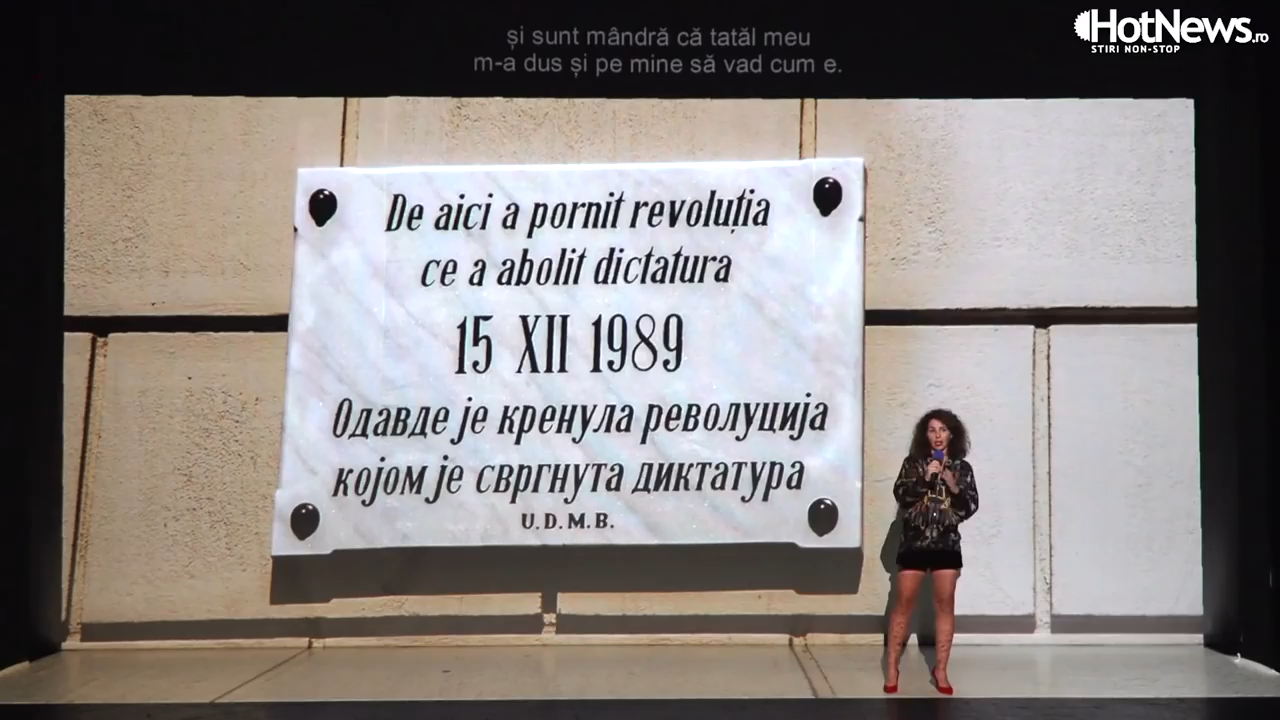 și sunt mândră că tatăl meu
m-a dus și pe mine să vad cum e.
HotNews.ro
STIRI NON-STOP
De aici a pornit revoluția
ce a abolit dictatura
15 XII 1989
Одавде је кренула револуција
којом је свргнута диктатура
U.D.M.B.